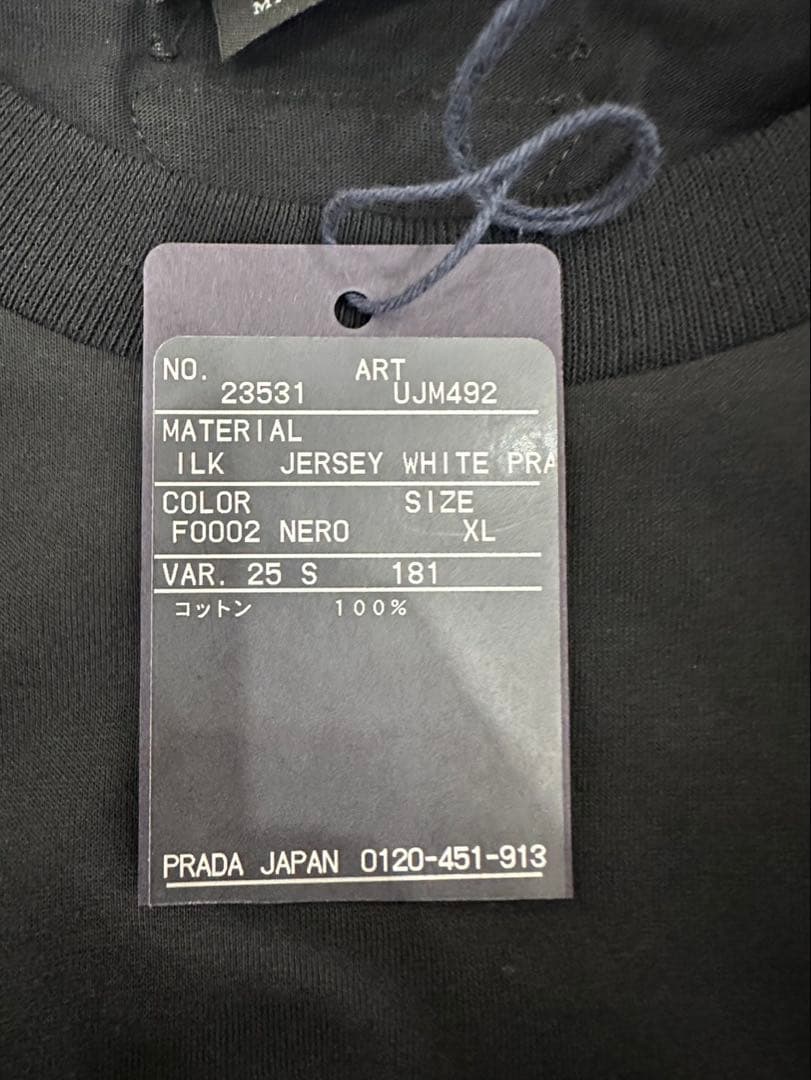 NO. ART
23531 UJM492
MATERIAL
ILK JERSEY WHITE PRA
COLOR SIZE
F0002 NERO XL
VAR. 25 S 181
コットン 100%
PRADA JAPAN 0120-451-913